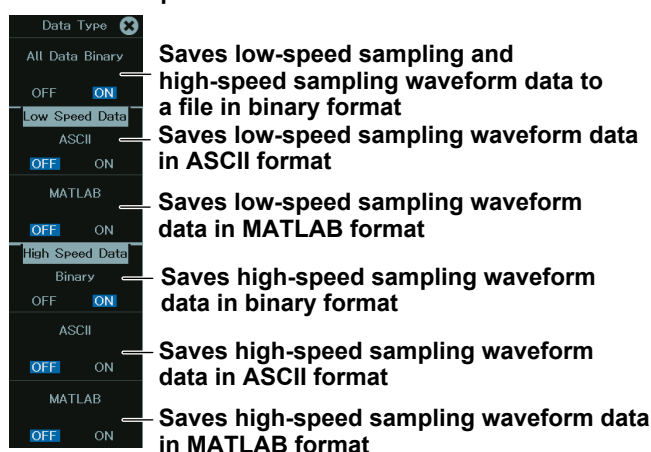 Data Type
All Data Binary
OFF ON
Saves low-speed sampling and
high-speed sampling waveform data to
a file in binary format
Low Speed Data
ASCII
OFF ON
Saves low-speed sampling waveform data
in ASCII format
MATLAB
OFF ON
Saves low-speed sampling waveform
data in MATLAB format
High Speed Data
Binary
OFF ON
Saves high-speed sampling waveform
data in binary format
ASCII
OFF ON
Saves high-speed sampling waveform
data in ASCII format
MATLAB
OFF ON
Saves high-speed sampling waveform data
in MATLAB format